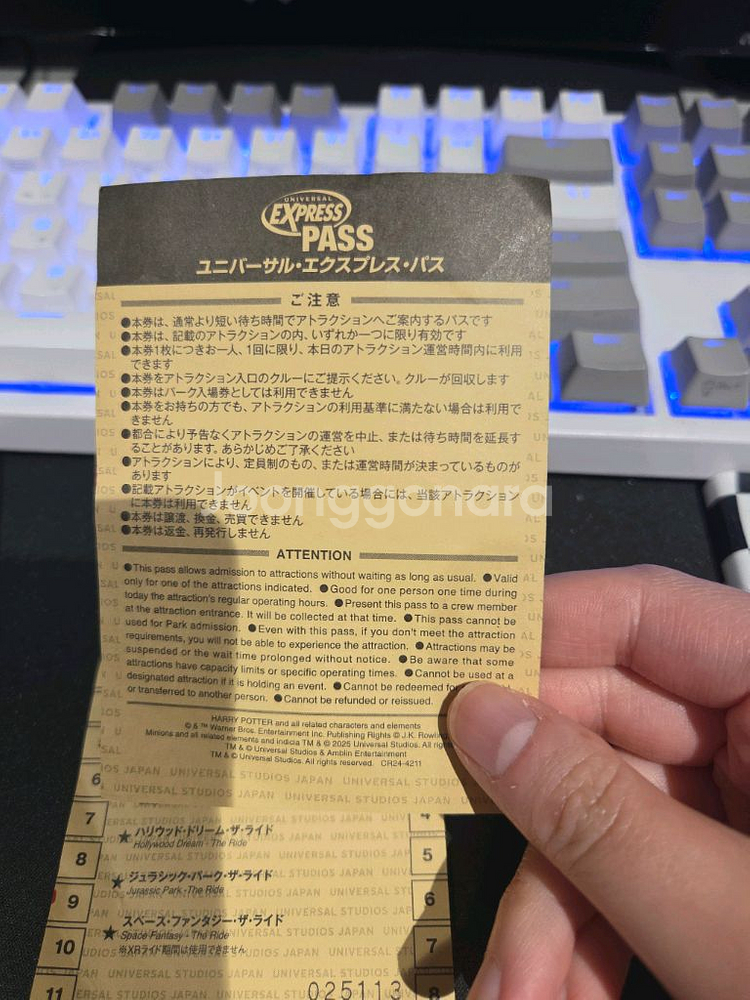 UNIVERSAL
EXPRESS
PASS
ユニバーサル・エクスプレス・パス
ご注意
●本券は、通常より短い待ち時間でアトラクションへご案内するパスです
●本券は、記載のアトラクションの内、いずれか一つに限り有効です
●本券1枚につきお一人、1回に限り、本日のアトラクション運営時間内に利用
できます
●本券をアトラクション入口のクルーにご提示ください。クルーが回収します
●本券はパーク入場券としては利用できません
●本券をお持ちの方でも、アトラクションの利用基準に満たない場合は利用で
きません
●都合により予告なくアトラクションの運営を中止、または待ち時間を延長す
ることがあります。あらかじめご了承ください
●アトラクションにより、定員制のもの、または運営時間が決まっているものが
あります
●記載アトラクションがイベントを開催している場合には、当該アトラクション
に本券は利用できません
●本券は譲渡、換金、売買できません
●本券は返金、再発行しません
Joonggonara
ATTENTION
●This pass allows admission to attractions without waiting as long as usual. ●Valid
only for one of the attractions indicated. ●Good for one person one time during
today the attraction's regular operating hours. ●Present this pass to a crew member
at the attraction entrance. It will be collected at that time. ●This pass cannot be
used for Park admission. ●Even with this pass, if you don't meet the attraction
requirements, you will not be able to experience the attraction. ●Attractions may be
suspended or the wait time prolonged without notice. ●Be aware that some
attractions have capacity limits or specific operating times. ●Cannot be used at a
designated attraction if it is holding an event. ●Cannot be redeemed for
or transferred to another person. ●Cannot be refunded or reissued.
HARRY POTTER and all related characters and elements
© & ™ Warner Bros. Entertainment Inc. Publishing Rights © J.K. Rowling
Minions and all related elements and indicia TM & © 2025 Universal Studios. All
TM & © Universal Studios & Amblin Entertainment
TM & © Universal Studios. All rights reserved. CR24-4211
UNIVERSAL STUDIOS JAPAN
6
7
8
9
10
11
★ハリウッド・ドリーム・ザ・ライド
Hollywood Dream - The Ride
★ジュラシック・パーク・ザ・ライド
Jurassic Park - The Ride
★スペース・ファンタジー・ザ・ライド
Space Fantasy - The Ride
※XRライド期間は使用できません
4
5
6
7
8
025113